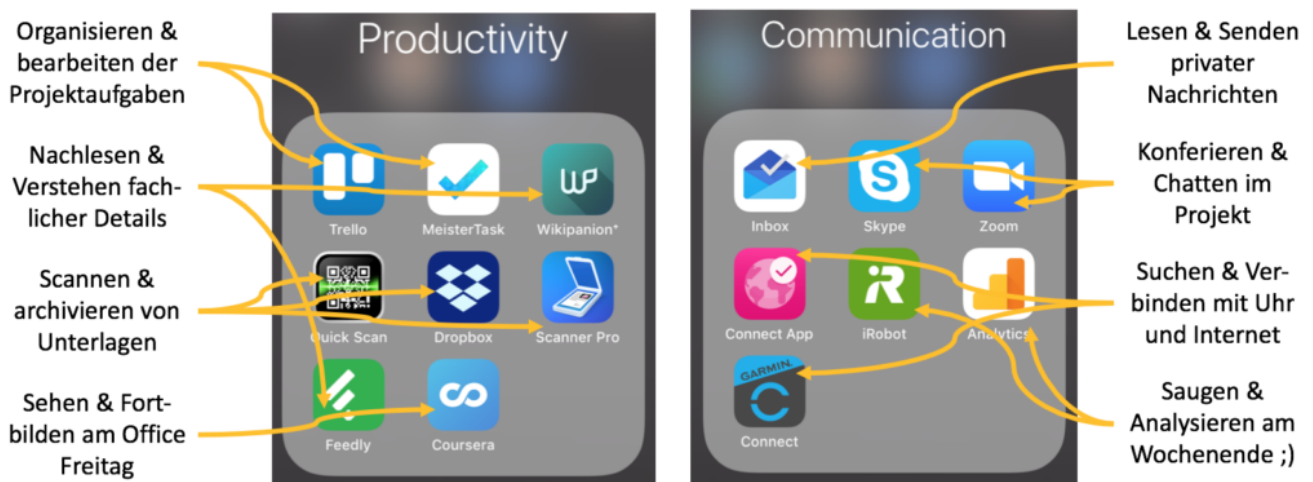 Organisieren &
bearbeiten der
Projektaufgaben
Nachlesen &
Verstehen fach-
licher Details
Scannen &
archivieren von
Unterlagen
Sehen & Fort-
bilden am Office
Freitag
Productivity
Trello
MeisterTask
WP
Wikipanion*
Quick Scan
Dropbox
Scanner Pro
Feedly
Coursera
Communication
Inbox
S
Skype
Zoom
Connect App
iR
iRobot
Analytics
GARMIN.
Connect
Lesen & Senden
privater
Nachrichten
Konferieren &
Chatten im
Projekt
Suchen & Ver-
binden mit Uhr
und Internet
Saugen &
Analysieren am
Wochenende ;)